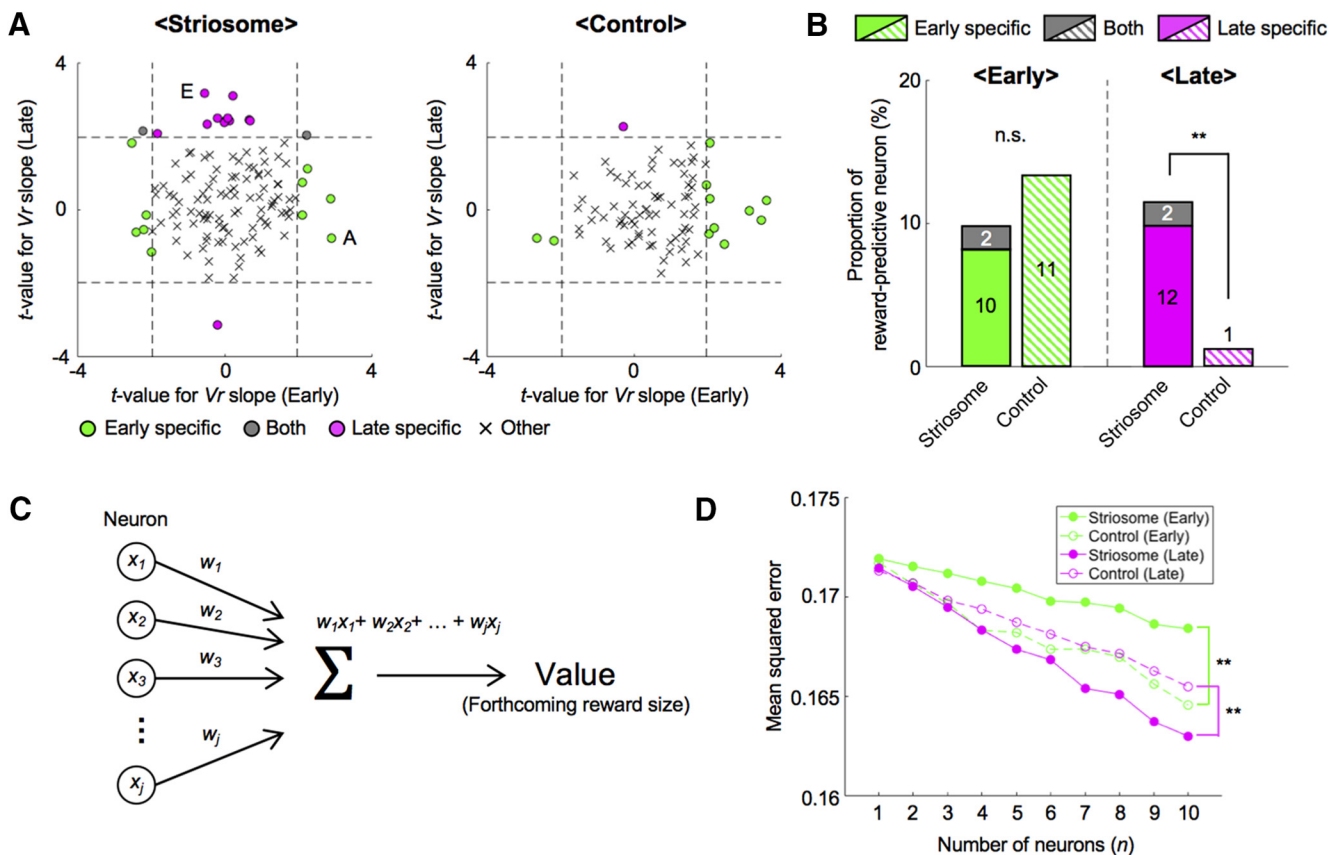 A
<Striosome>
<Control>
4
0
-4
t-value for Vr slope (Late)
E
A
-4
0
4
t-value for Vr slope (Early)
4
0
-4
t-value for Vr slope (Late)
-4
0
4
t-value for Vr slope (Early)
Early specific
Both
Late specific
Other
B
Early specific
Both
Late specific
<Early>
<Late>
20
10
0
Proportion of
reward-predictive neuron (%)
n.s.
**
2
10
11
2
12
1
Striosome
Control
Striosome
Control
C
Neuron
x1
x2
x3
⋮
xj
w1
w2
w3
wj
w1x1+ w2x2+ … + wjxj
Σ
Value
(Forthcoming reward size)
D
0.175
0.17
0.165
0.16
Mean squared error
Striosome (Early)
Control (Early)
Striosome (Late)
Control (Late)
**
**
1 2 3 4 5 6 7 8 9 10
Number of neurons (n)